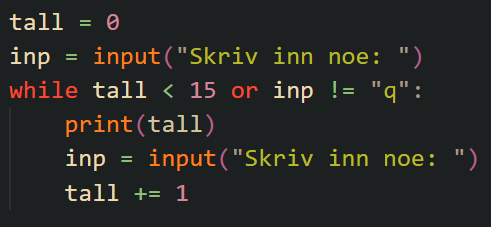 tall = 0
inp = input("Skriv inn noe: ")
while tall < 15 or inp != "q":
    print(tall)
    inp = input("Skriv inn noe: ")
    tall += 1